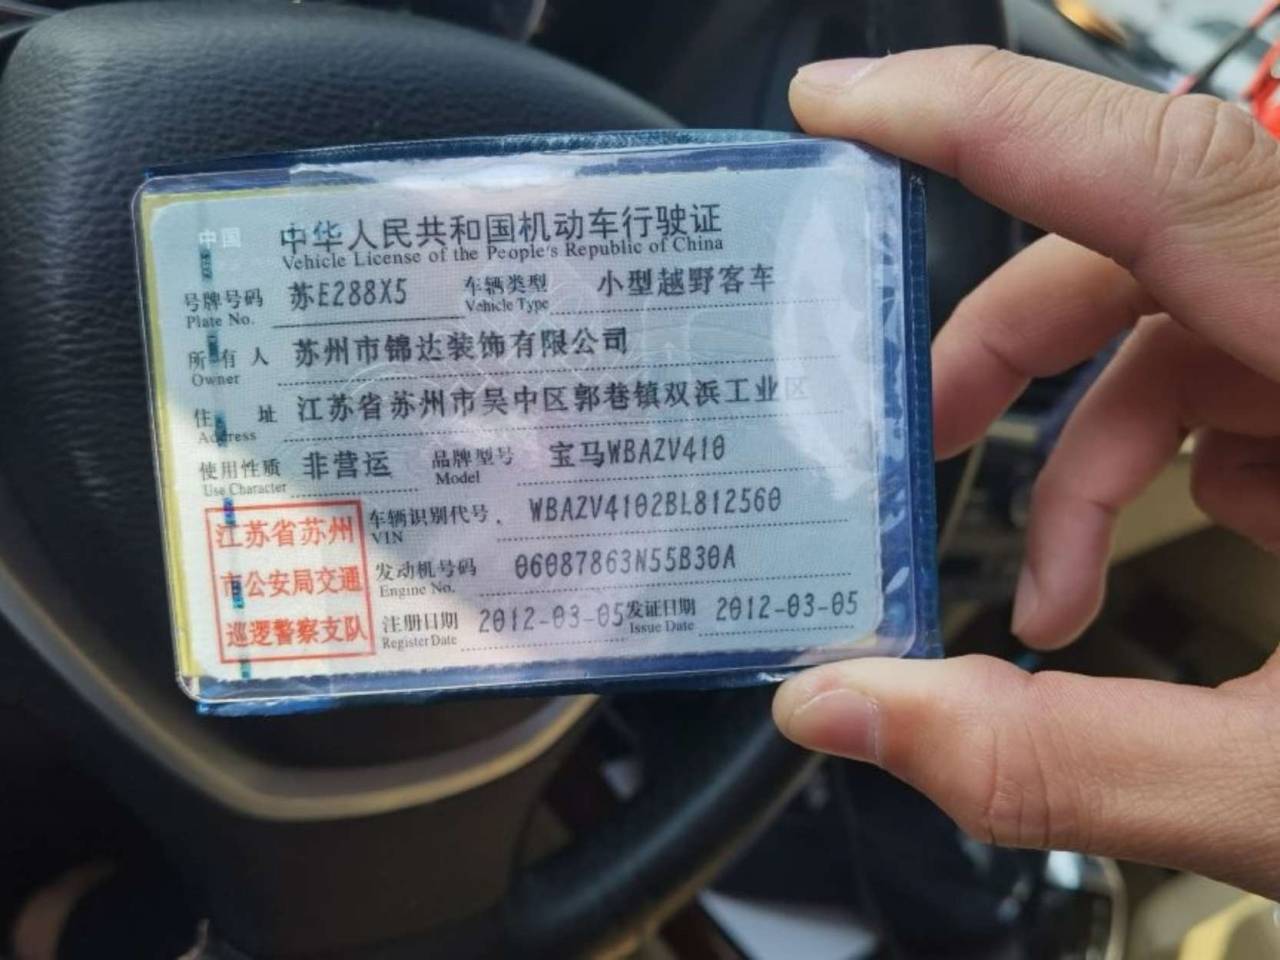 中国
中华人民共和国机动车行驶证
Vehicle License of the People's Republic of China
号牌号码 苏E288X5 车辆类型 小型越野客车
Plate No. Vehicle Type
所有人 苏州市锦达装饰有限公司
Owner
住址 江苏省苏州市吴中区郭巷镇双浜工业区
Address
使用性质 非营运 品牌型号 宝马WBAZV410
Use Character Model
车辆识别代号 WBAZV4102BL812560
VIN
发动机号码 06087863N55B30A
Engine No.
注册日期 2012-03-05 发证日期 2012-03-05
Register Date Issue Date
江苏省苏州
市公安局交通
巡逻警察支队